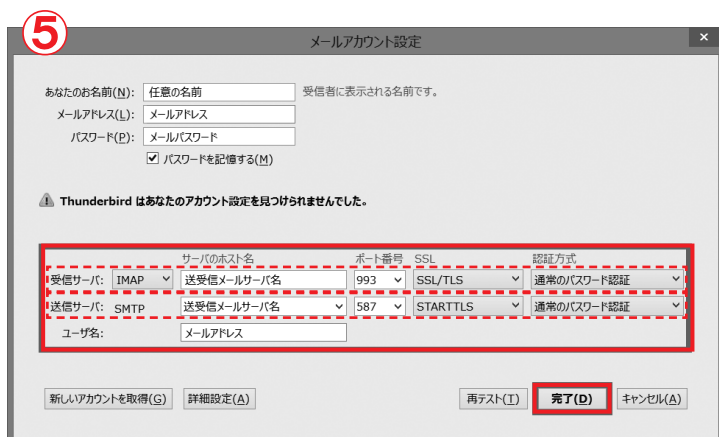 ⑤
メールアカウント設定
あなたのお名前(N): 任意の名前 受信者に表示される名前です。
メールアドレス(L): メールアドレス
パスワード(P): メールパスワード
パスワードを記憶する(M)
Thunderbird はあなたのアカウント設定を見つけられませんでした。
サーバのホスト名 ポート番号 SSL 認証方式
受信サーバ: IMAP 送受信メールサーバ名 993 SSL/TLS 通常のパスワード認証
送信サーバ: SMTP 送受信メールサーバ名 587 STARTTLS 通常のパスワード認証
ユーザ名: メールアドレス
新しいアカウントを取得(G) 詳細設定(A) 再テスト(T) 完了(D) キャンセル(A)